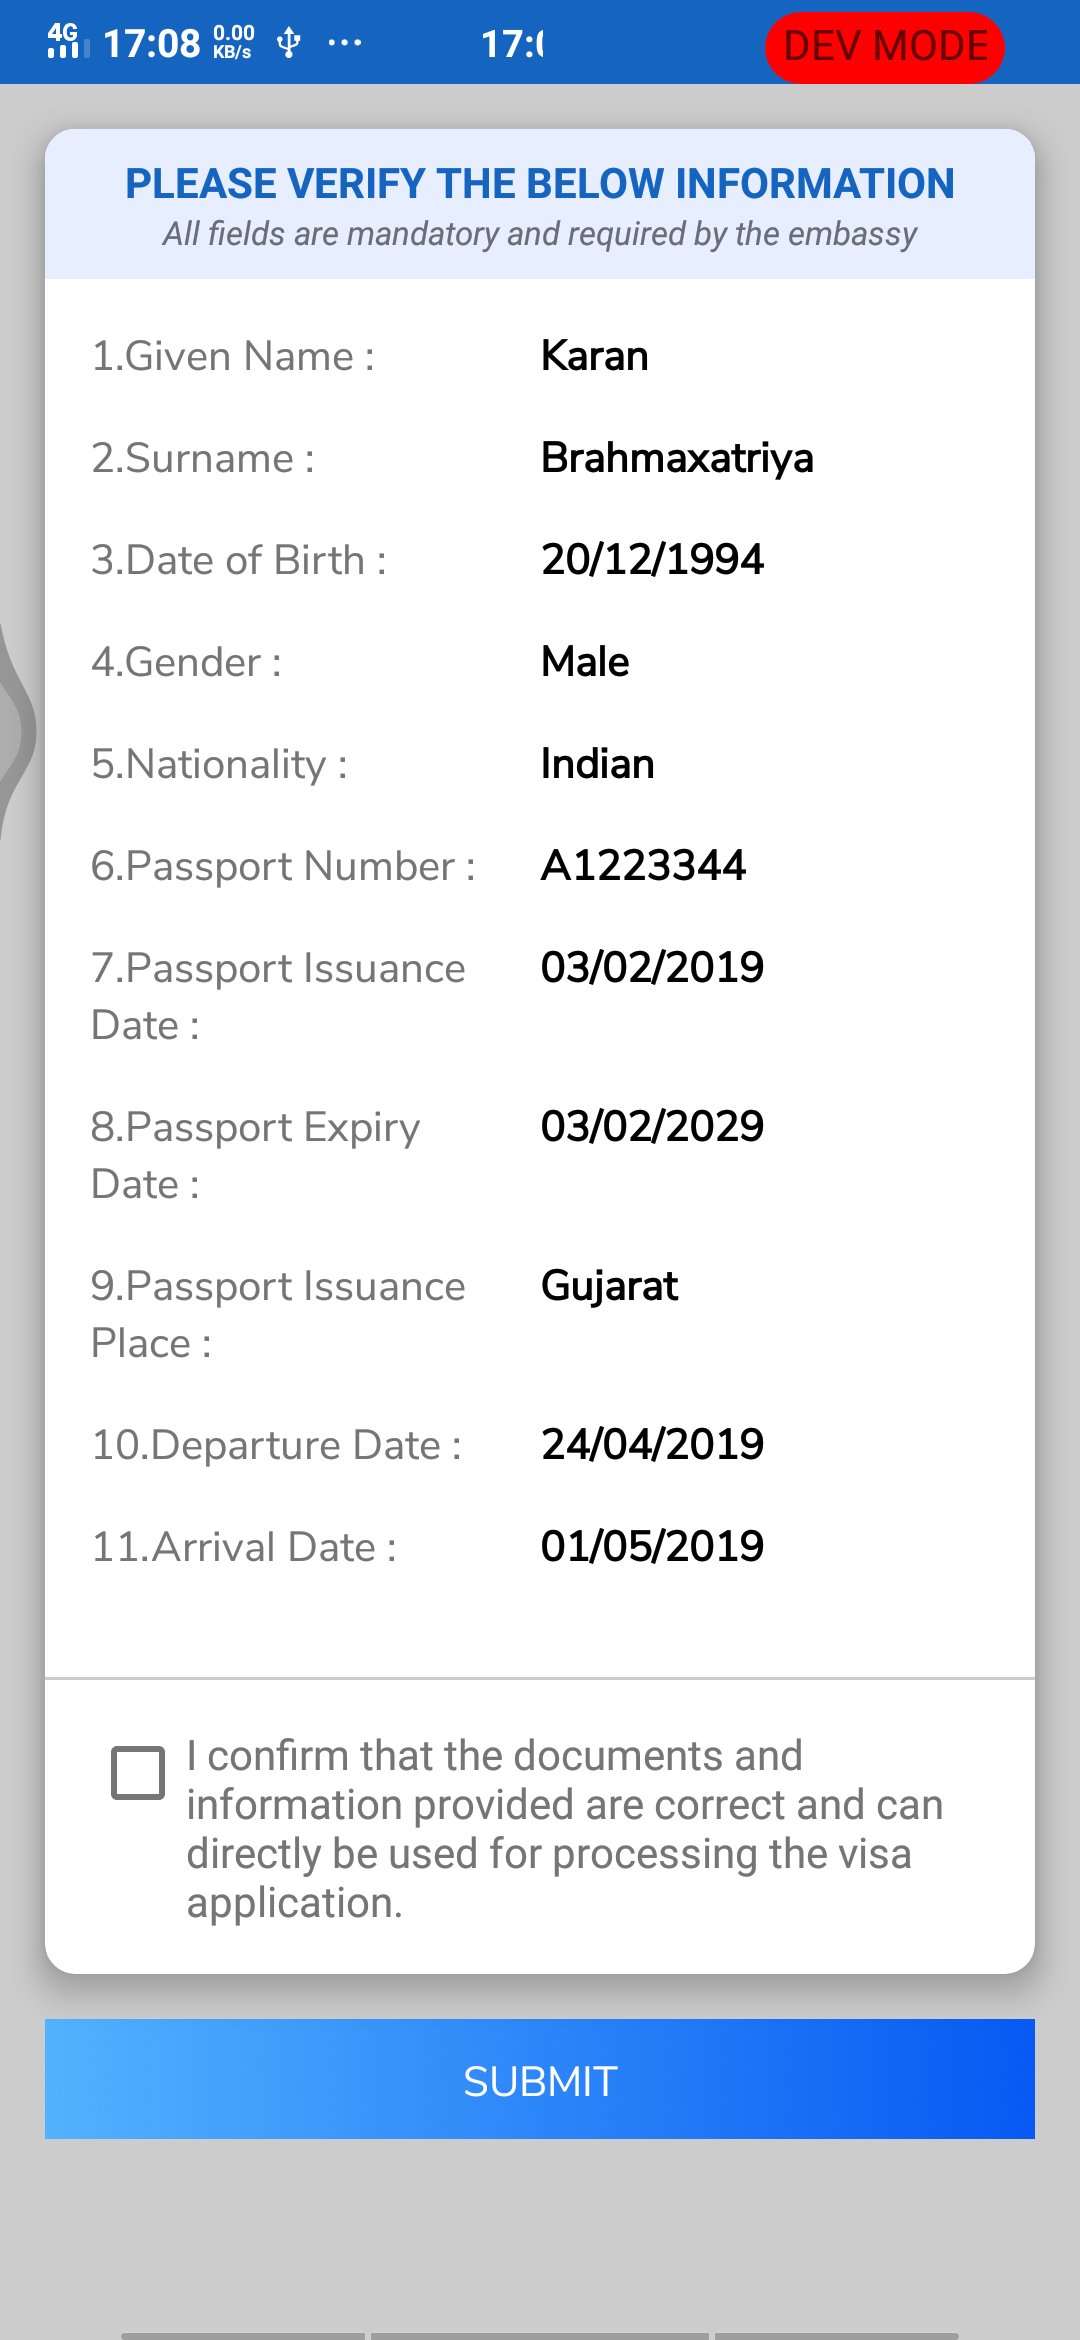 4G 17:08 0.00 KB/s ... 17:0 DEV MODE
PLEASE VERIFY THE BELOW INFORMATION
All fields are mandatory and required by the embassy
1.Given Name : Karan
2.Surname : Brahmaxatriya
3.Date of Birth : 20/12/1994
4.Gender : Male
5.Nationality : Indian
6.Passport Number : A1223344
7.Passport Issuance 03/02/2019
Date :
8.Passport Expiry 03/02/2029
Date :
9.Passport Issuance Gujarat
Place :
10.Departure Date : 24/04/2019
11.Arrival Date : 01/05/2019
I confirm that the documents and
information provided are correct and can
directly be used for processing the visa
application.
SUBMIT